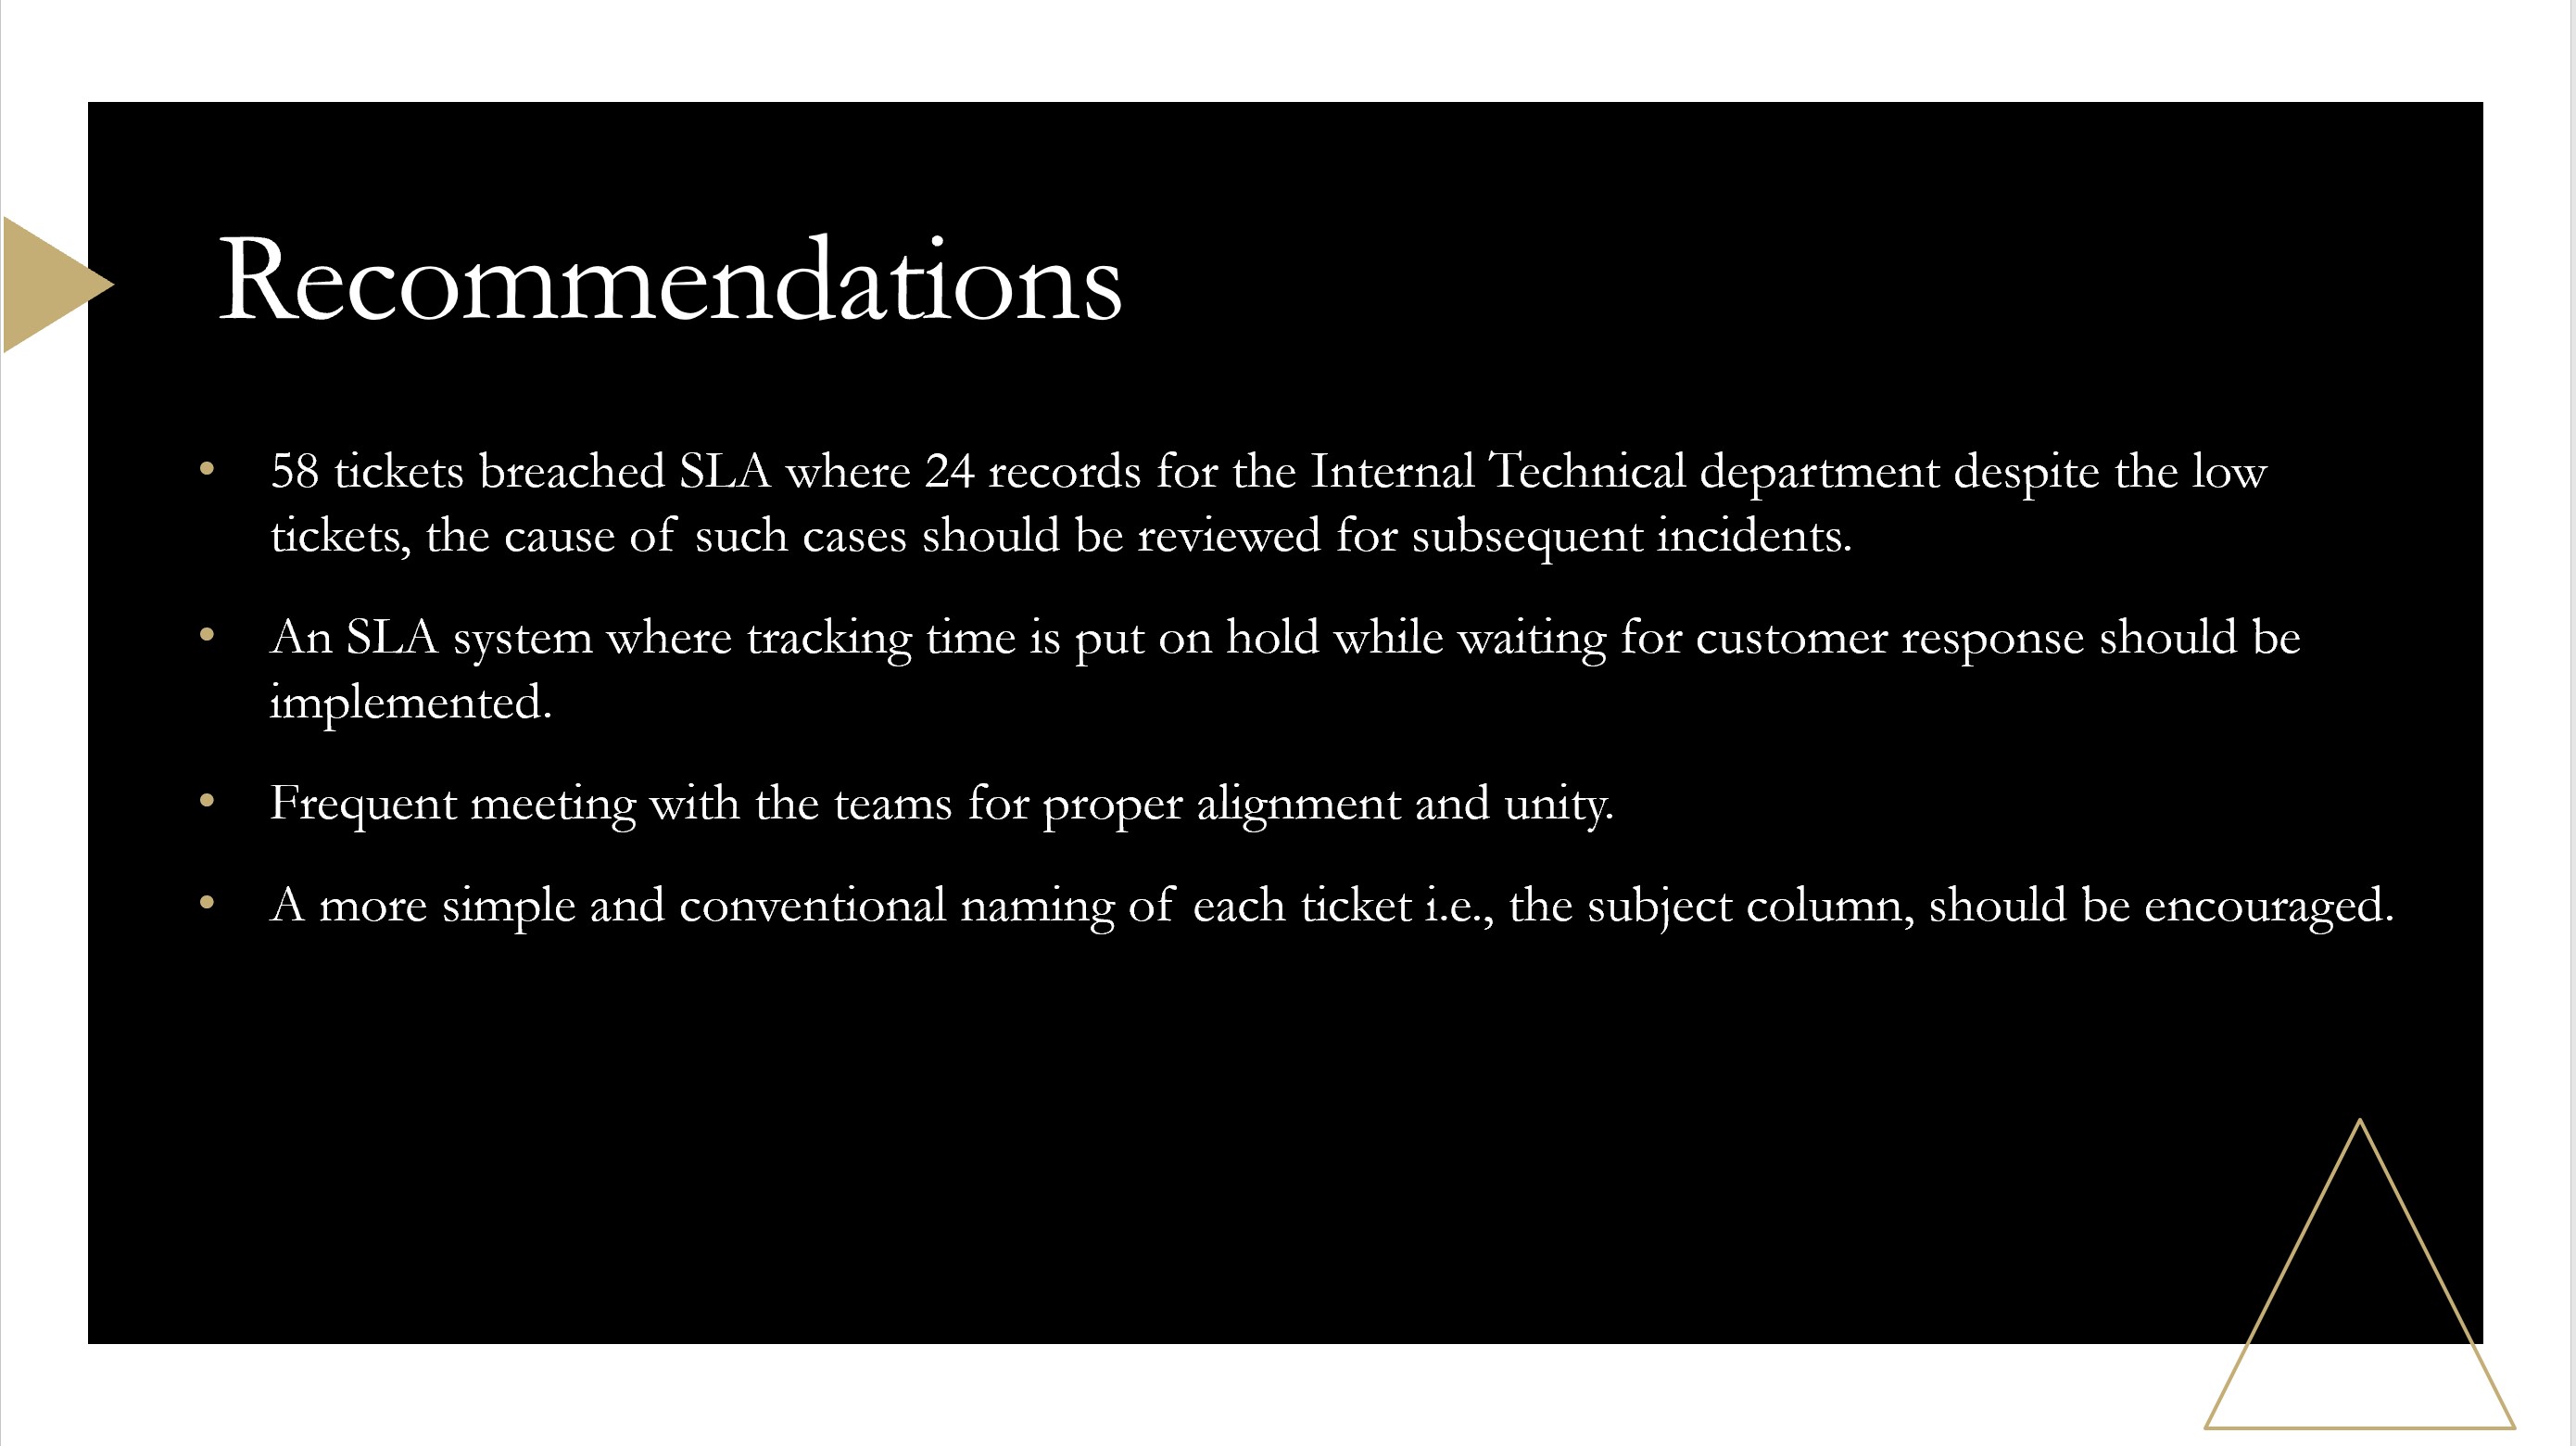 Recommendations
• 58 tickets breached SLA where 24 records for the Internal Technical department despite the low
tickets, the cause of such cases should be reviewed for subsequent incidents.
• An SLA system where tracking time is put on hold while waiting for customer response should be
implemented.
• Frequent meeting with the teams for proper alignment and unity.
• A more simple and conventional naming of each ticket i.e., the subject column, should be encouraged.